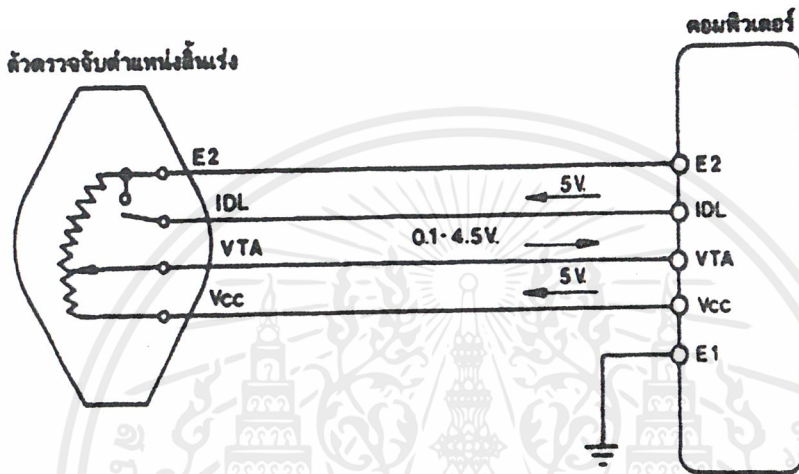 คอมพิวเตอร์
ตัวตรวจจับตำแหน่งลิ้นเร่ง
E2
E2
5V.
IDL
IDL
0.1-4.5V.
VTA
VTA
5V.
Vcc
Vcc
E1